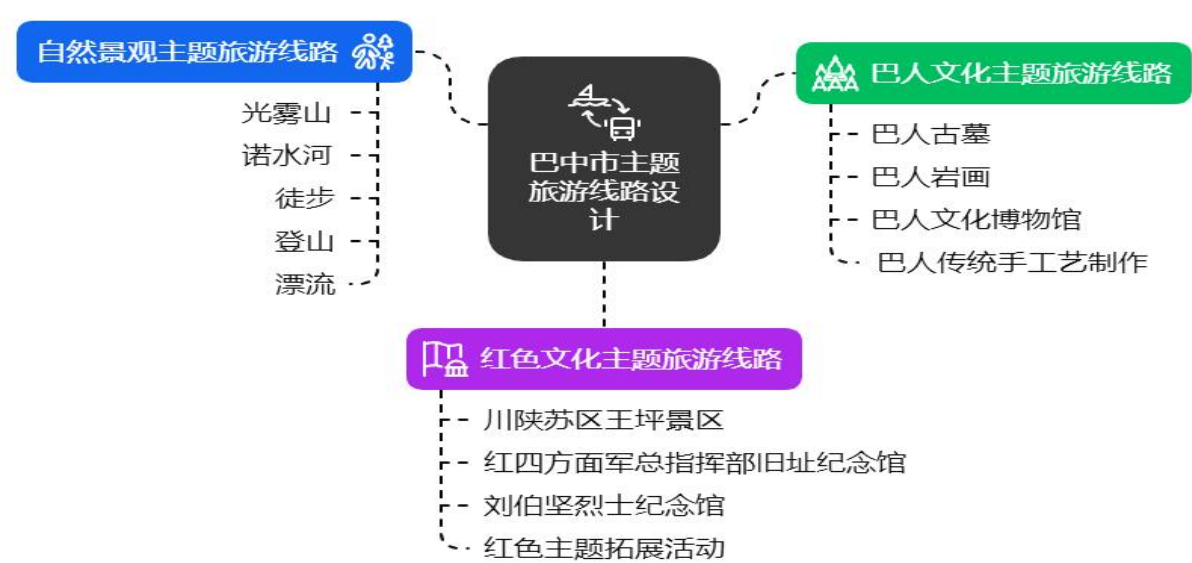 自然景观主题旅游线路
光雾山
诺水河
徒步
登山
漂流
巴中市主题
旅游线路设
计
巴人文化主题旅游线路
巴人古墓
巴人岩画
巴人文化博物馆
巴人传统手工艺制作
红色文化主题旅游线路
川陕苏区王坪景区
红四方面军总指挥部旧址纪念馆
刘伯坚烈士纪念馆
红色主题拓展活动